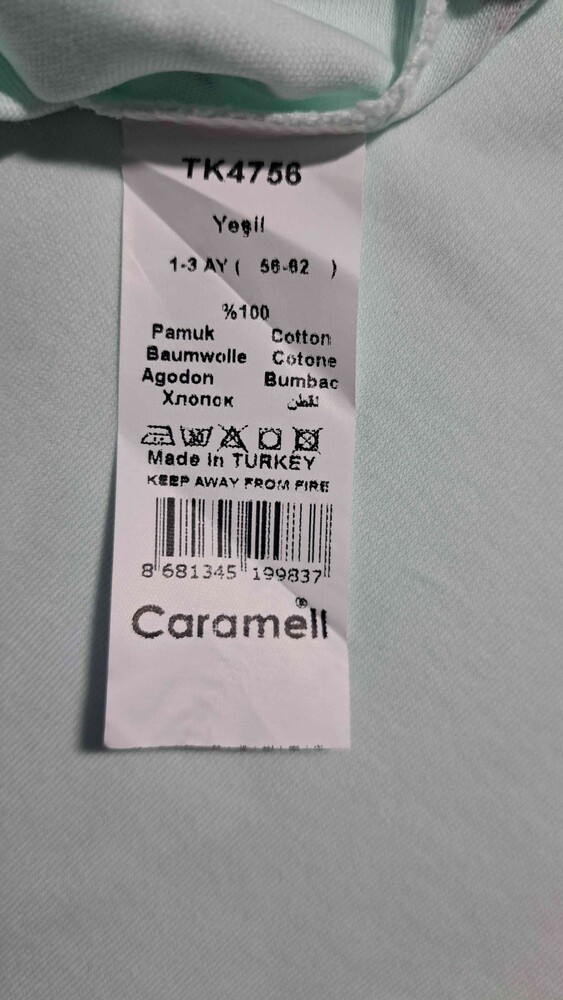 TK4756
Yeşil
1-3 AY ( 56-62 )
%100
Pamuk Cotton
Baumwolle Cotone
Agodon Bumbac
Хлопок لقطن
Made in TURKEY
KEEP AWAY FROM FIRE
8 681345 199837
Caramell®